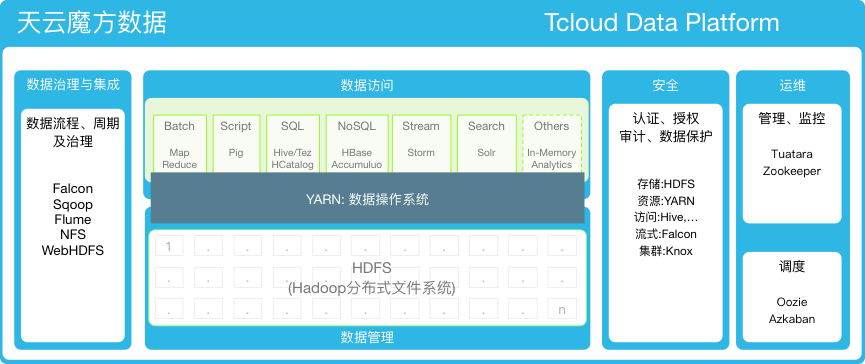 天云魔方数据
Tcloud Data Platform
数据治理与集成
数据流程、周期
及治理
Falcon
Sqoop
Flume
NFS
WebHDFS
数据访问
Batch
Map
Reduce
Script
Pig
SQL
Hive/Tez
HCatalog
NoSQL
HBase
Accumuluo
Stream
Storm
Search
Solr
Others
In-Memory
Analytics
YARN: 数据操作系统
1 . . . . . . . . . .
HDFS
. . . . . . . . . . .
(Hadoop分布式文件系统)
. . . . . . . . . . n
数据管理
安全
认证、授权
审计、数据保护
存储:HDFS
资源:YARN
访问:Hive,...
流式:Falcon
集群:Knox
运维
管理、监控
Tuatara
Zookeeper
调度
Oozie
Azkaban